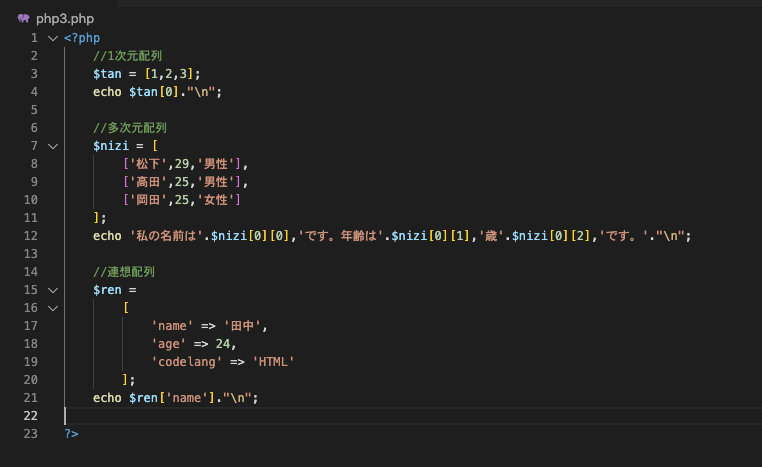 php3.php
1 <?php
2 //1次元配列
3 $tan = [1,2,3];
4 echo $tan[0]."\n";
5
6 //多次元配列
7 $nizi = [
8 ['松下',29,'男性'],
9 ['高田',25,'男性'],
10 ['岡田',25,'女性']
11 ];
12 echo '私の名前は'.$nizi[0][0],'です。年齢は'.$nizi[0][1],'歳'.$nizi[0][2],'です。'."\n";
13
14 //連想配列
15 $ren =
16 [
17 'name' => '田中',
18 'age' => 24,
19 'codelang' => 'HTML'
20 ];
21 echo $ren['name']."\n";
22
23 ?>